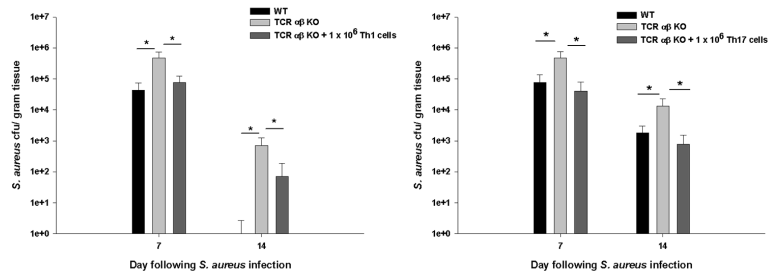 WT
TCR αβ KO
TCR αβ KO + 1 x 10⁶ Th1 cells
S. aureus cfu/ gram tissue
1e+7
1e+6
1e+5
1e+4
1e+3
1e+2
1e+1
1e+0
* *
* *
7 14
Day following S. aureus infection
WT
TCR αβ KO
TCR αβ KO + 1 x 10⁶ Th17 cells
S. aureus cfu/ gram tissue
1e+7
1e+6
1e+5
1e+4
1e+3
1e+2
1e+1
1e+0
* *
* *
7 14
Day following S. aureus infection